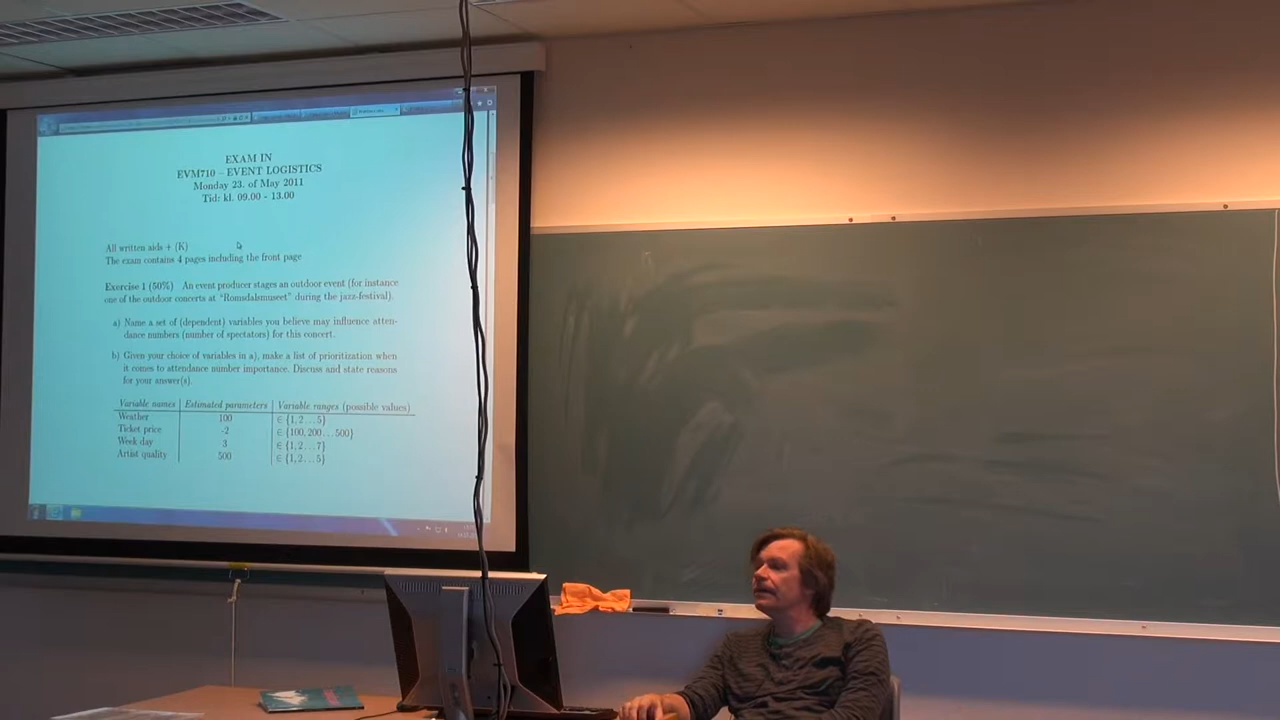 EXAM IN
EVM710 – EVENT LOGISTICS
Monday 23. of May 2011
Tid: kl. 09.00 - 13.00
All written aids + (K)
The exam contains 4 pages including the front page
Exercise 1 (50%) An event producer stages an outdoor event (for instance
one of the outdoor concerts at "Romsdalsmuseet" during the jazz-festival).
a) Name a set of (dependent) variables you believe may influence atten-
dance numbers (number of spectators) for this concert.
b) Given your choice of variables in a), make a list of prioritization when
it comes to attendance number importance. Discuss and state reasons
for your answer(s).
Variable names | Estimated parameters | Variable ranges (possible values)
Weather 100 ∈ {1, 2 . . . 5}
Ticket price -2 ∈ {100, 200 . . . 500}
Week day 3 ∈ {1, 2 . . . 7}
Artist quality 500 ∈ {1, 2 . . . 5}